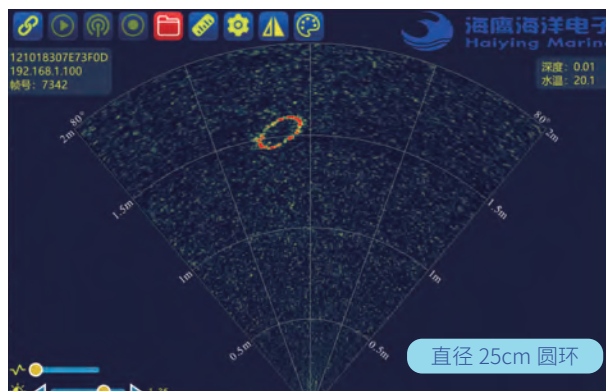 海鹰海洋电子
Haiying Marin
121018307E73F0D
192.168.1.100
帧号：7342
深度：0.01
水温：20.1
80°
2m
80°
2m
1.5m
1.5m
1m
1m
0.5m
0.5m
直径 25cm 圆环